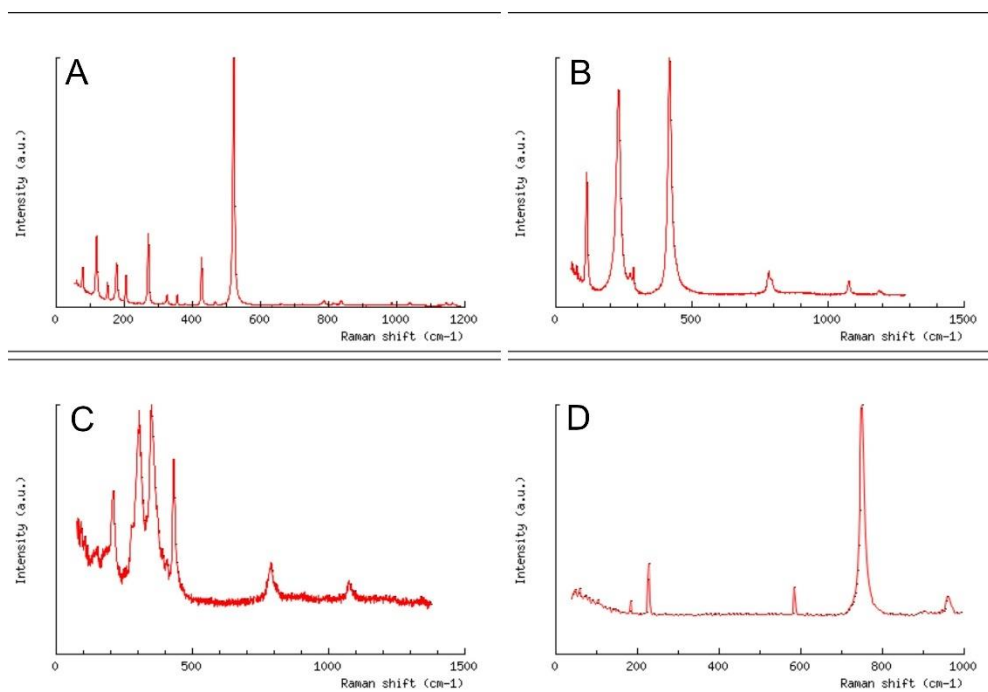 A
Intensity (a.u.)
0 200 400 600 800 1000 1200
Raman shift (cm-1)
B
Intensity (a.u.)
0 500 1000 1500
Raman shift (cm-1)
C
Intensity (a.u.)
0 500 1000 1500
Raman shift (cm-1)
D
Intensity (a.u.)
0 200 400 600 800 1000
Raman shift (cm-1)